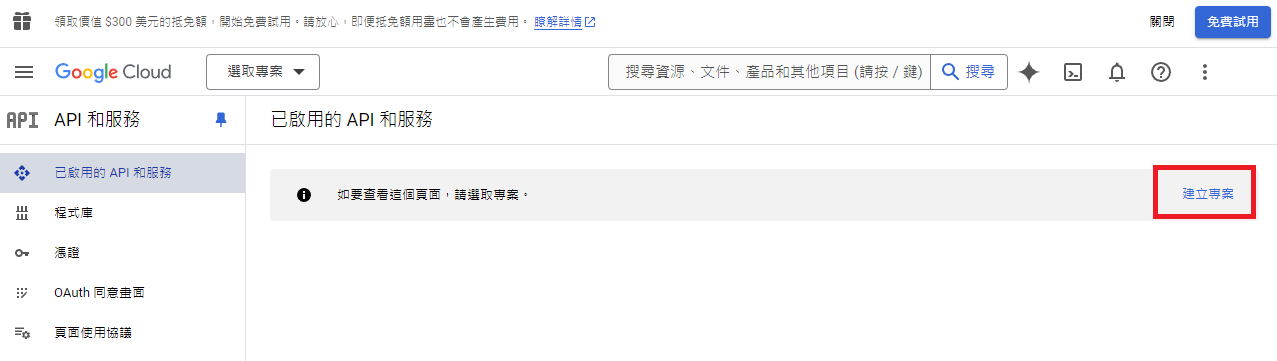 領取價值 $300 美元的抵免額，開始免費試用。請放心，即便抵免額用盡也不會產生費用。 瞭解詳情
關閉
免費試用
Google Cloud
選取專案
搜尋資源、文件、產品和其他項目 (請按 / 鍵)
搜尋
API
API 和服務
已啟用的 API 和服務
已啟用的 API 和服務
程式庫
憑證
OAuth 同意畫面
頁面使用協議
如要查看這個頁面，請選取專案。
建立專案